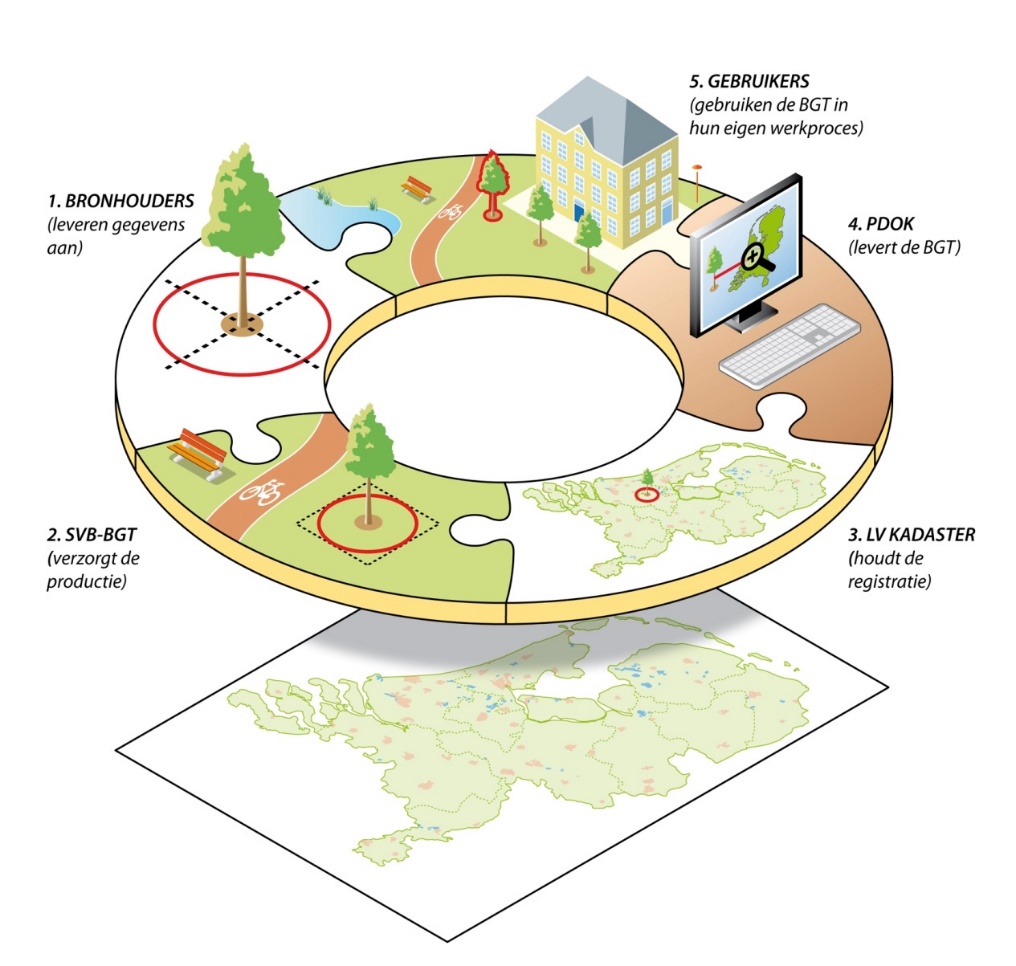 1. BRONHOUDERS
(leveren gegevens
aan)
2. SVB-BGT
(verzorgt de
productie)
3. LV KADASTER
(houdt de
registratie)
4. PDOK
(levert de BGT)
5. GEBRUIKERS
(gebruiken de BGT in
hun eigen werkproces)